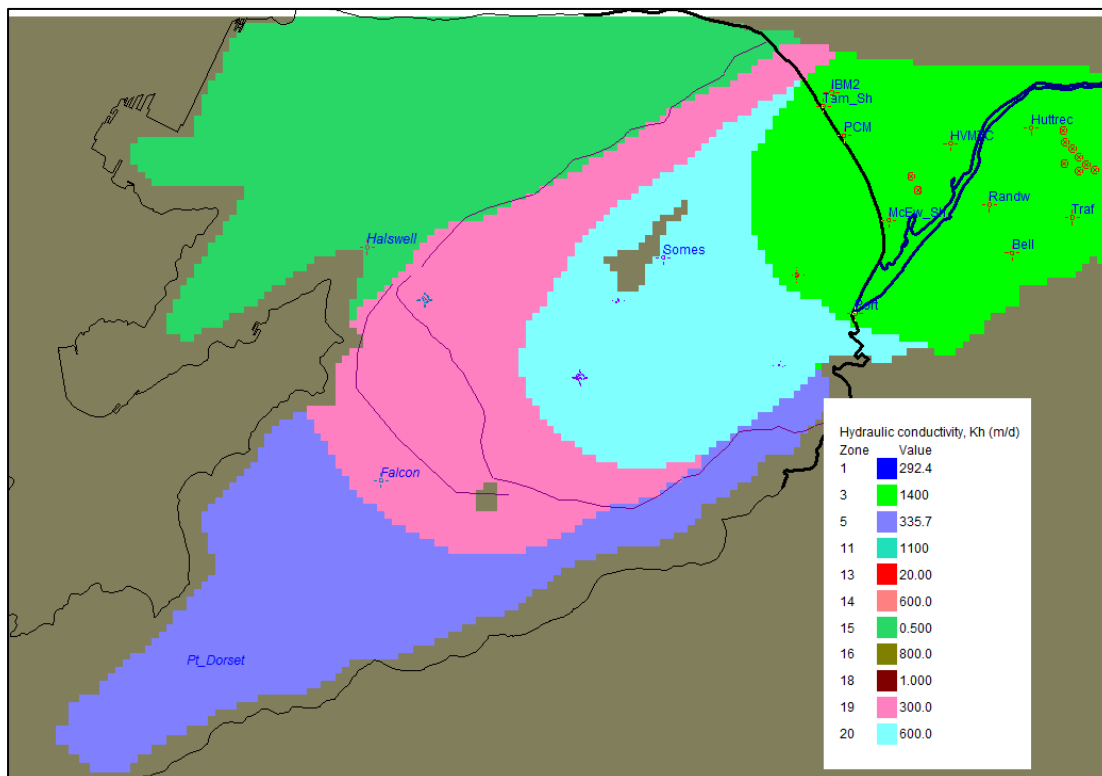 IBM2
Tam_Sh
PCM
HVMTC
Huttrec
Randw
Traf
McEw_Sh
Bell
Halswell
Somes
Port
Falcon
Pt_Dorset
Hydraulic conductivity, Kh (m/d)
Zone Value
1 292.4
3 1400
5 335.7
11 1100
13 20.00
14 600.0
15 0.500
16 800.0
18 1.000
19 300.0
20 600.0